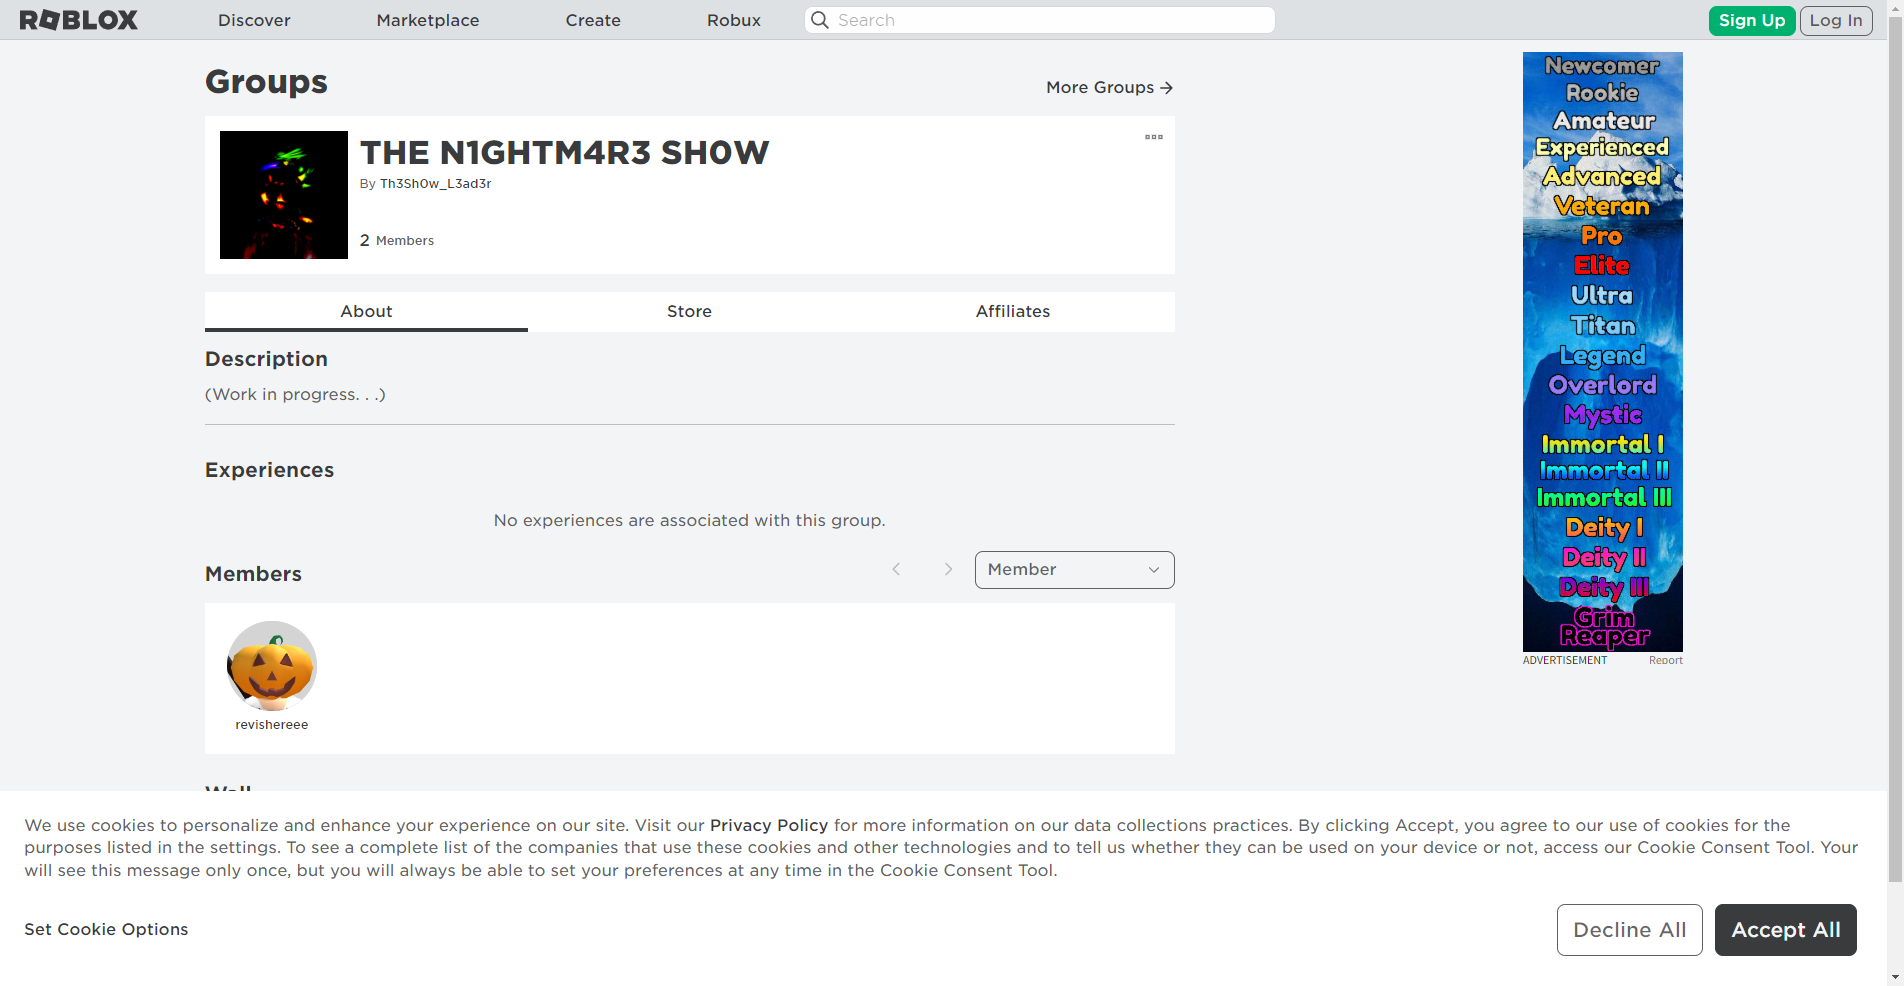 ROBLOX
Discover
Marketplace
Create
Robux
Search
Sign Up
Log In
Groups
More Groups
THE N1GHTM4R3 SH0W
By Th3Sh0w_L3ad3r
2 Members
About
Store
Affiliates
Description
(Work in progress. . .)
Experiences
No experiences are associated with this group.
Members
Member
revishereee
Wall
We use cookies to personalize and enhance your experience on our site. Visit our Privacy Policy for more information on our data collections practices. By clicking Accept, you agree to our use of cookies for the
purposes listed in the settings. To see a complete list of the companies that use these cookies and other technologies and to tell us whether they can be used on your device or not, access our Cookie Consent Tool. Your
will see this message only once, but you will always be able to set your preferences at any time in the Cookie Consent Tool.
Set Cookie Options
Decline All
Accept All
Newcomer
Rookie
Amateur
Experienced
Advanced
Veteran
Pro
Elite
Ultra
Titan
Legend
Overlord
Mystic
Immortal I
Immortal II
Immortal III
Deity I
Deity II
Deity III
Grim
Reaper
ADVERTISEMENT
Report